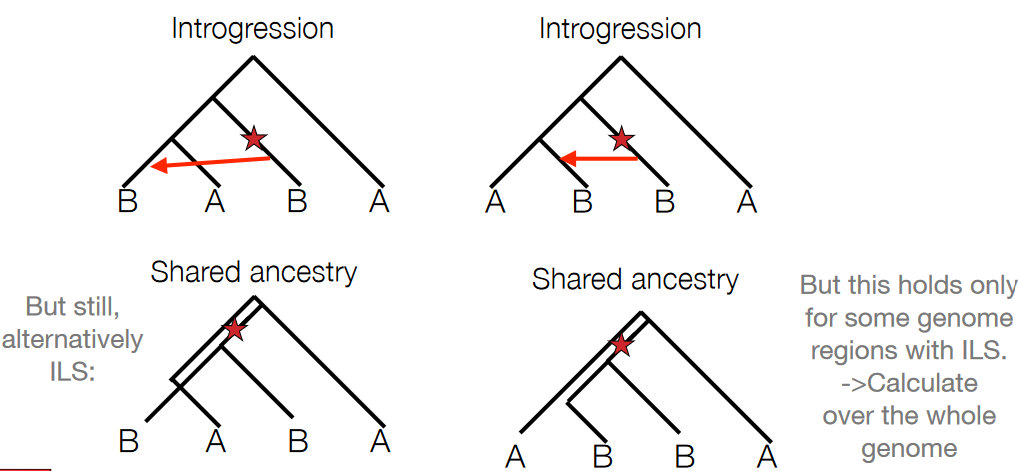 Introgression
Introgression
B A B A
A B B A
Shared ancestry
Shared ancestry
But still,
alternatively
ILS:
But this holds only
for some genome
regions with ILS.
->Calculate
over the whole
genome
B A B A
A B B A